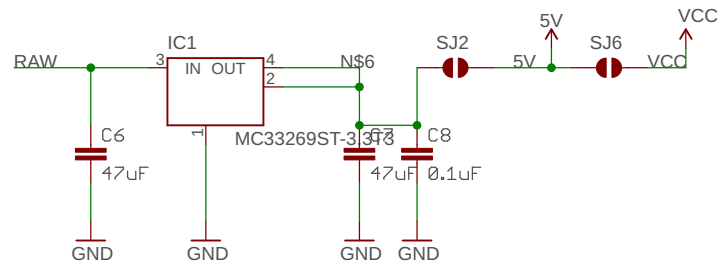 VCC
5V
IC1
SJ2
SJ6
RAW
3
IN OUT
4
N$6
5V
VCC
2
1
MC33269ST-3.3T3
C6
C7
C8
47uF
47uF
0.1uF
GND
GND
GND
GND